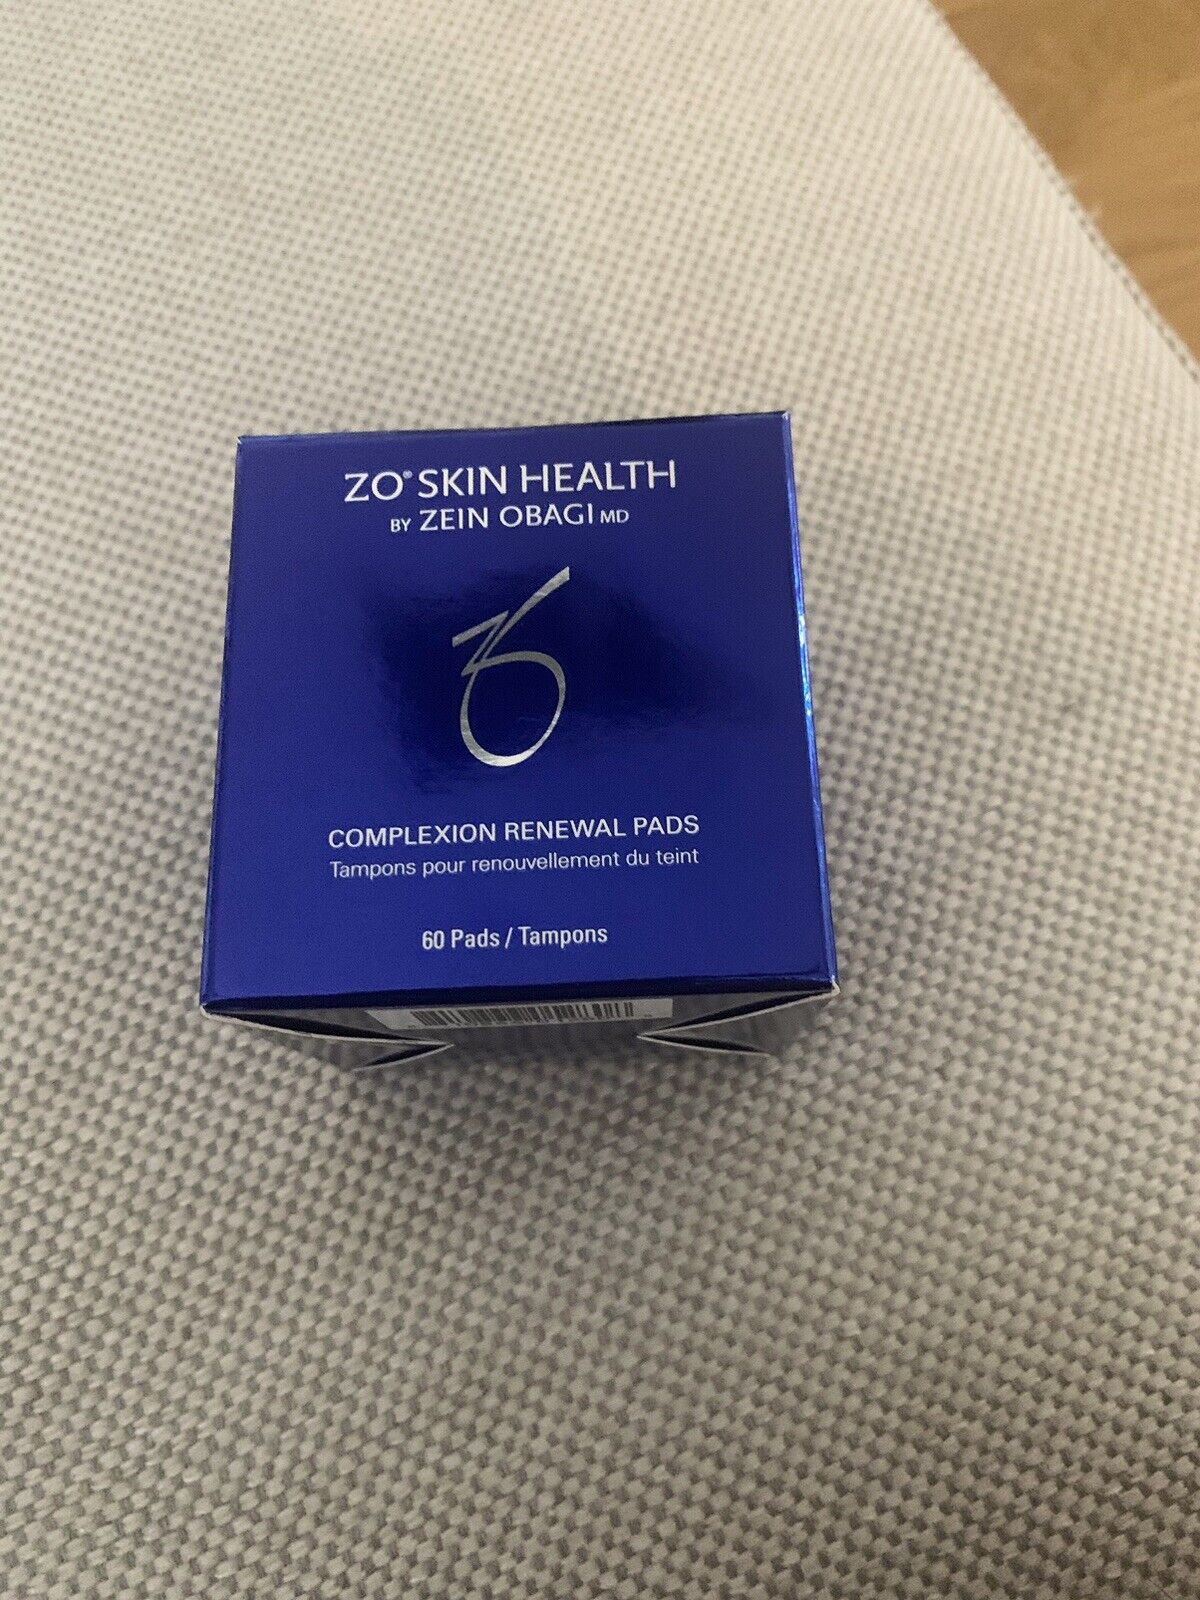 ZO® SKIN HEALTH
BY ZEIN OBAGI MD
COMPLEXION RENEWAL PADS
Tampons pour renouvellement du teint
60 Pads / Tampons